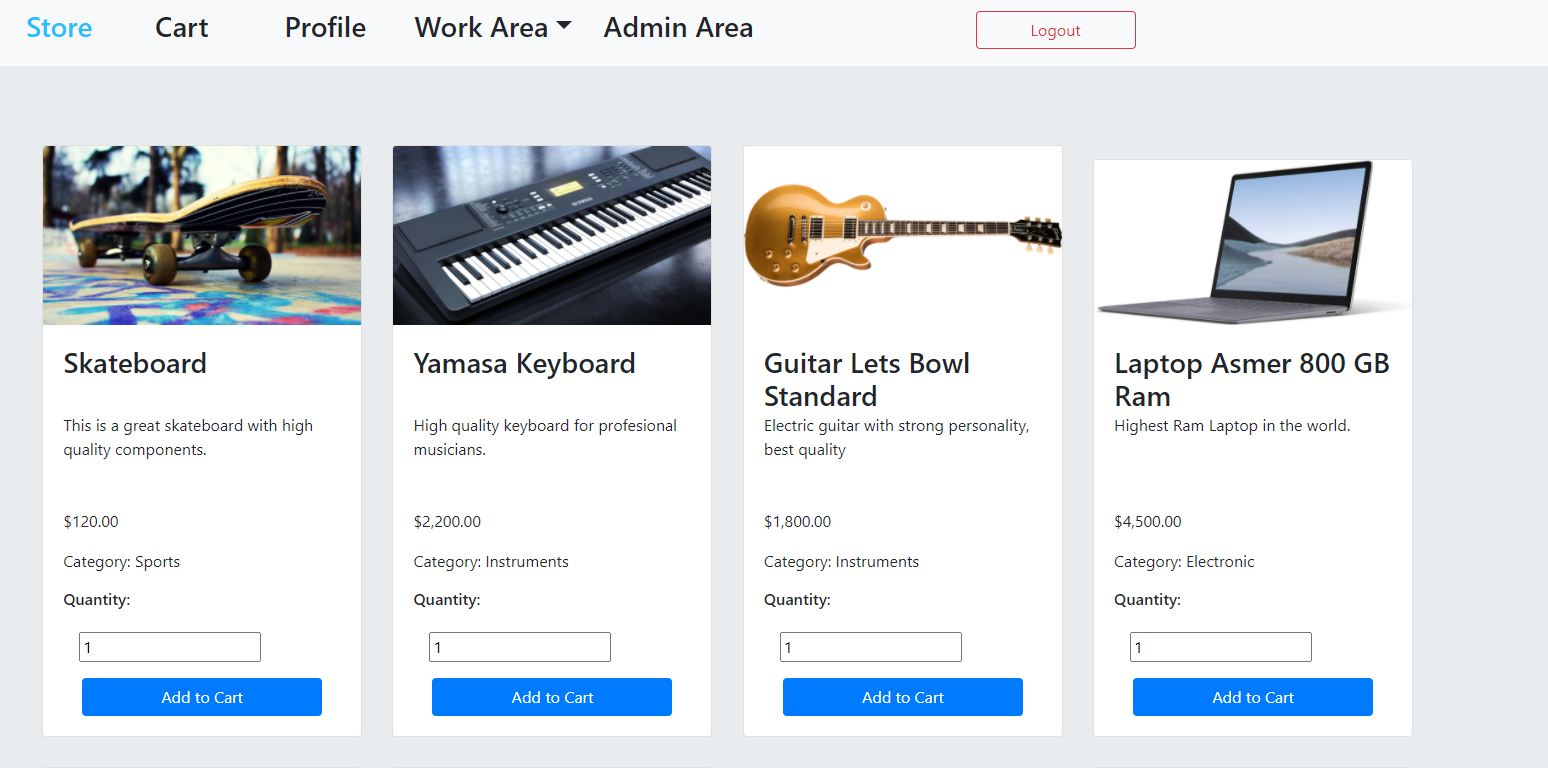 Store Cart Profile Work Area Admin Area Logout
Skateboard
This is a great skateboard with high
quality components.
$120.00
Category: Sports
Quantity:
1
Add to Cart
Yamasa Keyboard
High quality keyboard for profesional
musicians.
$2,200.00
Category: Instruments
Quantity:
1
Add to Cart
Guitar Lets Bowl
Standard
Electric guitar with strong personality,
best quality
$1,800.00
Category: Instruments
Quantity:
1
Add to Cart
Laptop Asmer 800 GB
Ram
Highest Ram Laptop in the world.
$4,500.00
Category: Electronic
Quantity:
1
Add to Cart